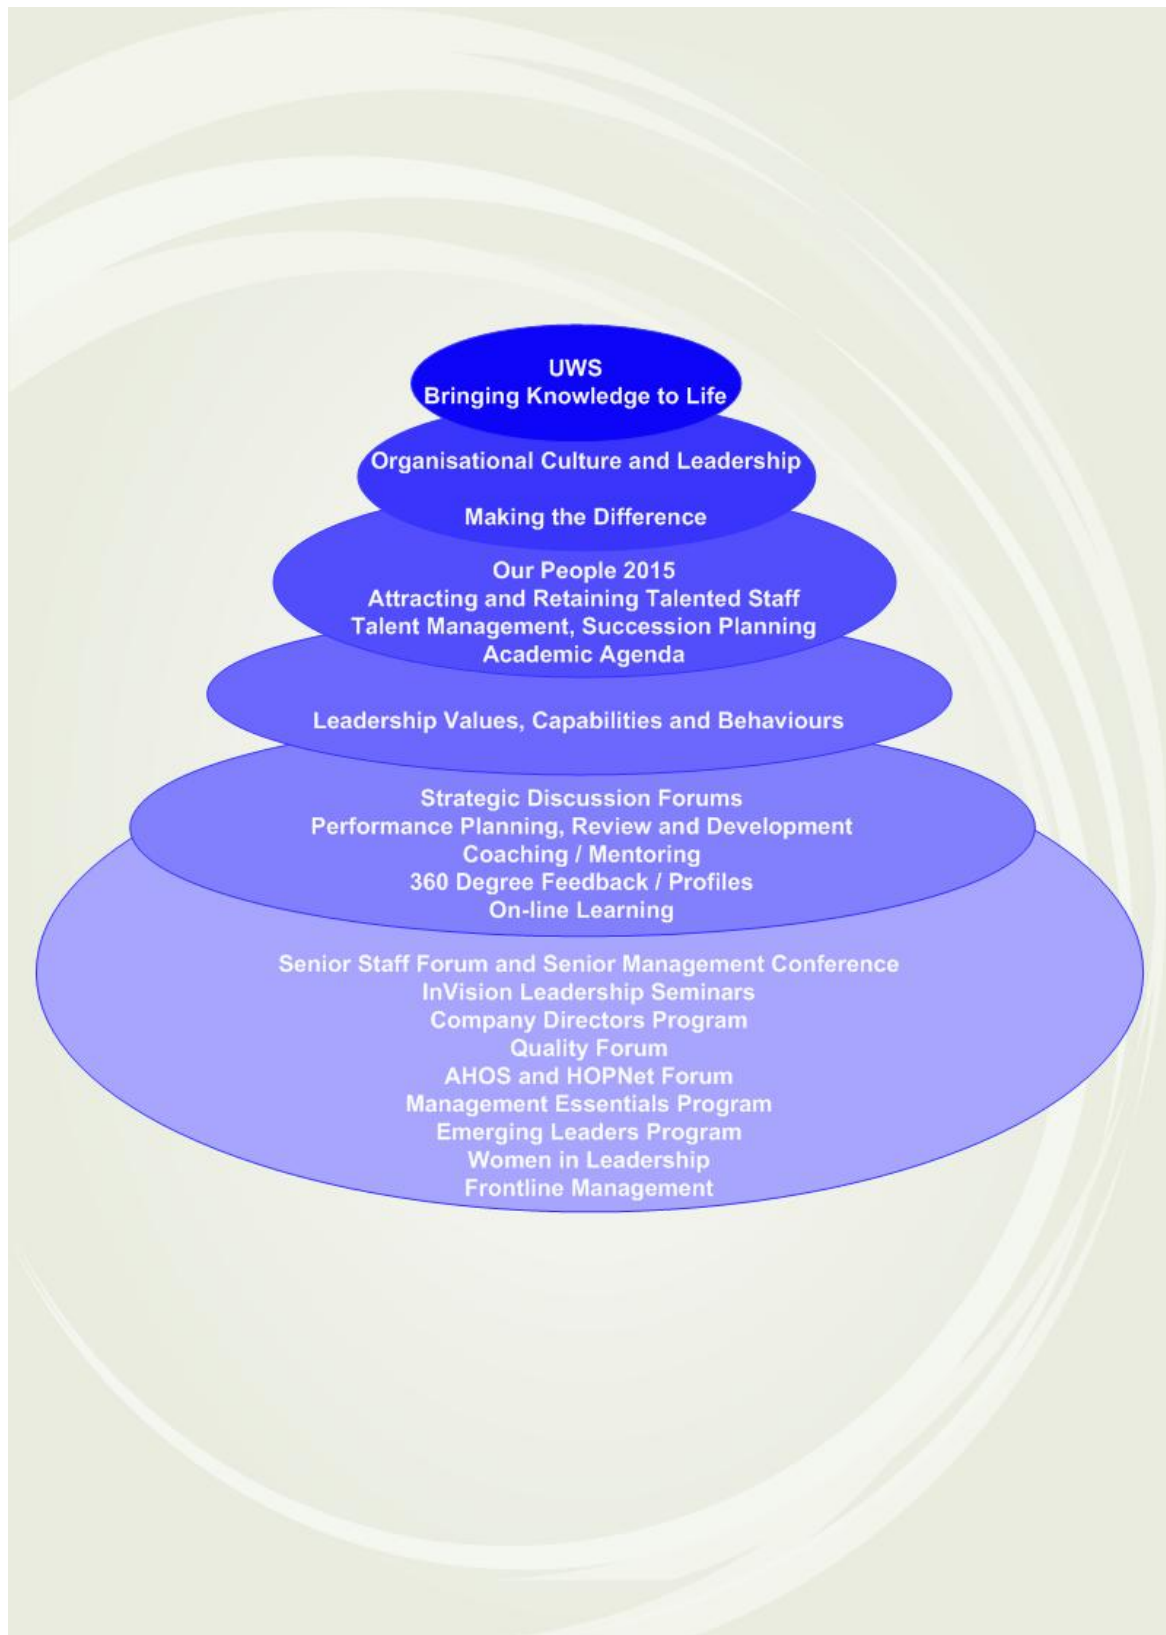 UWS
Bringing Knowledge to Life
Organisational Culture and Leadership
Making the Difference
Our People 2015
Attracting and Retaining Talented Staff
Talent Management, Succession Planning
Academic Agenda
Leadership Values, Capabilities and Behaviours
Strategic Discussion Forums
Performance Planning, Review and Development
Coaching / Mentoring
360 Degree Feedback / Profiles
On-line Learning
Senior Staff Forum and Senior Management Conference
InVision Leadership Seminars
Company Directors Program
Quality Forum
AHOS and HOPNet Forum
Management Essentials Program
Emerging Leaders Program
Women in Leadership
Frontline Management